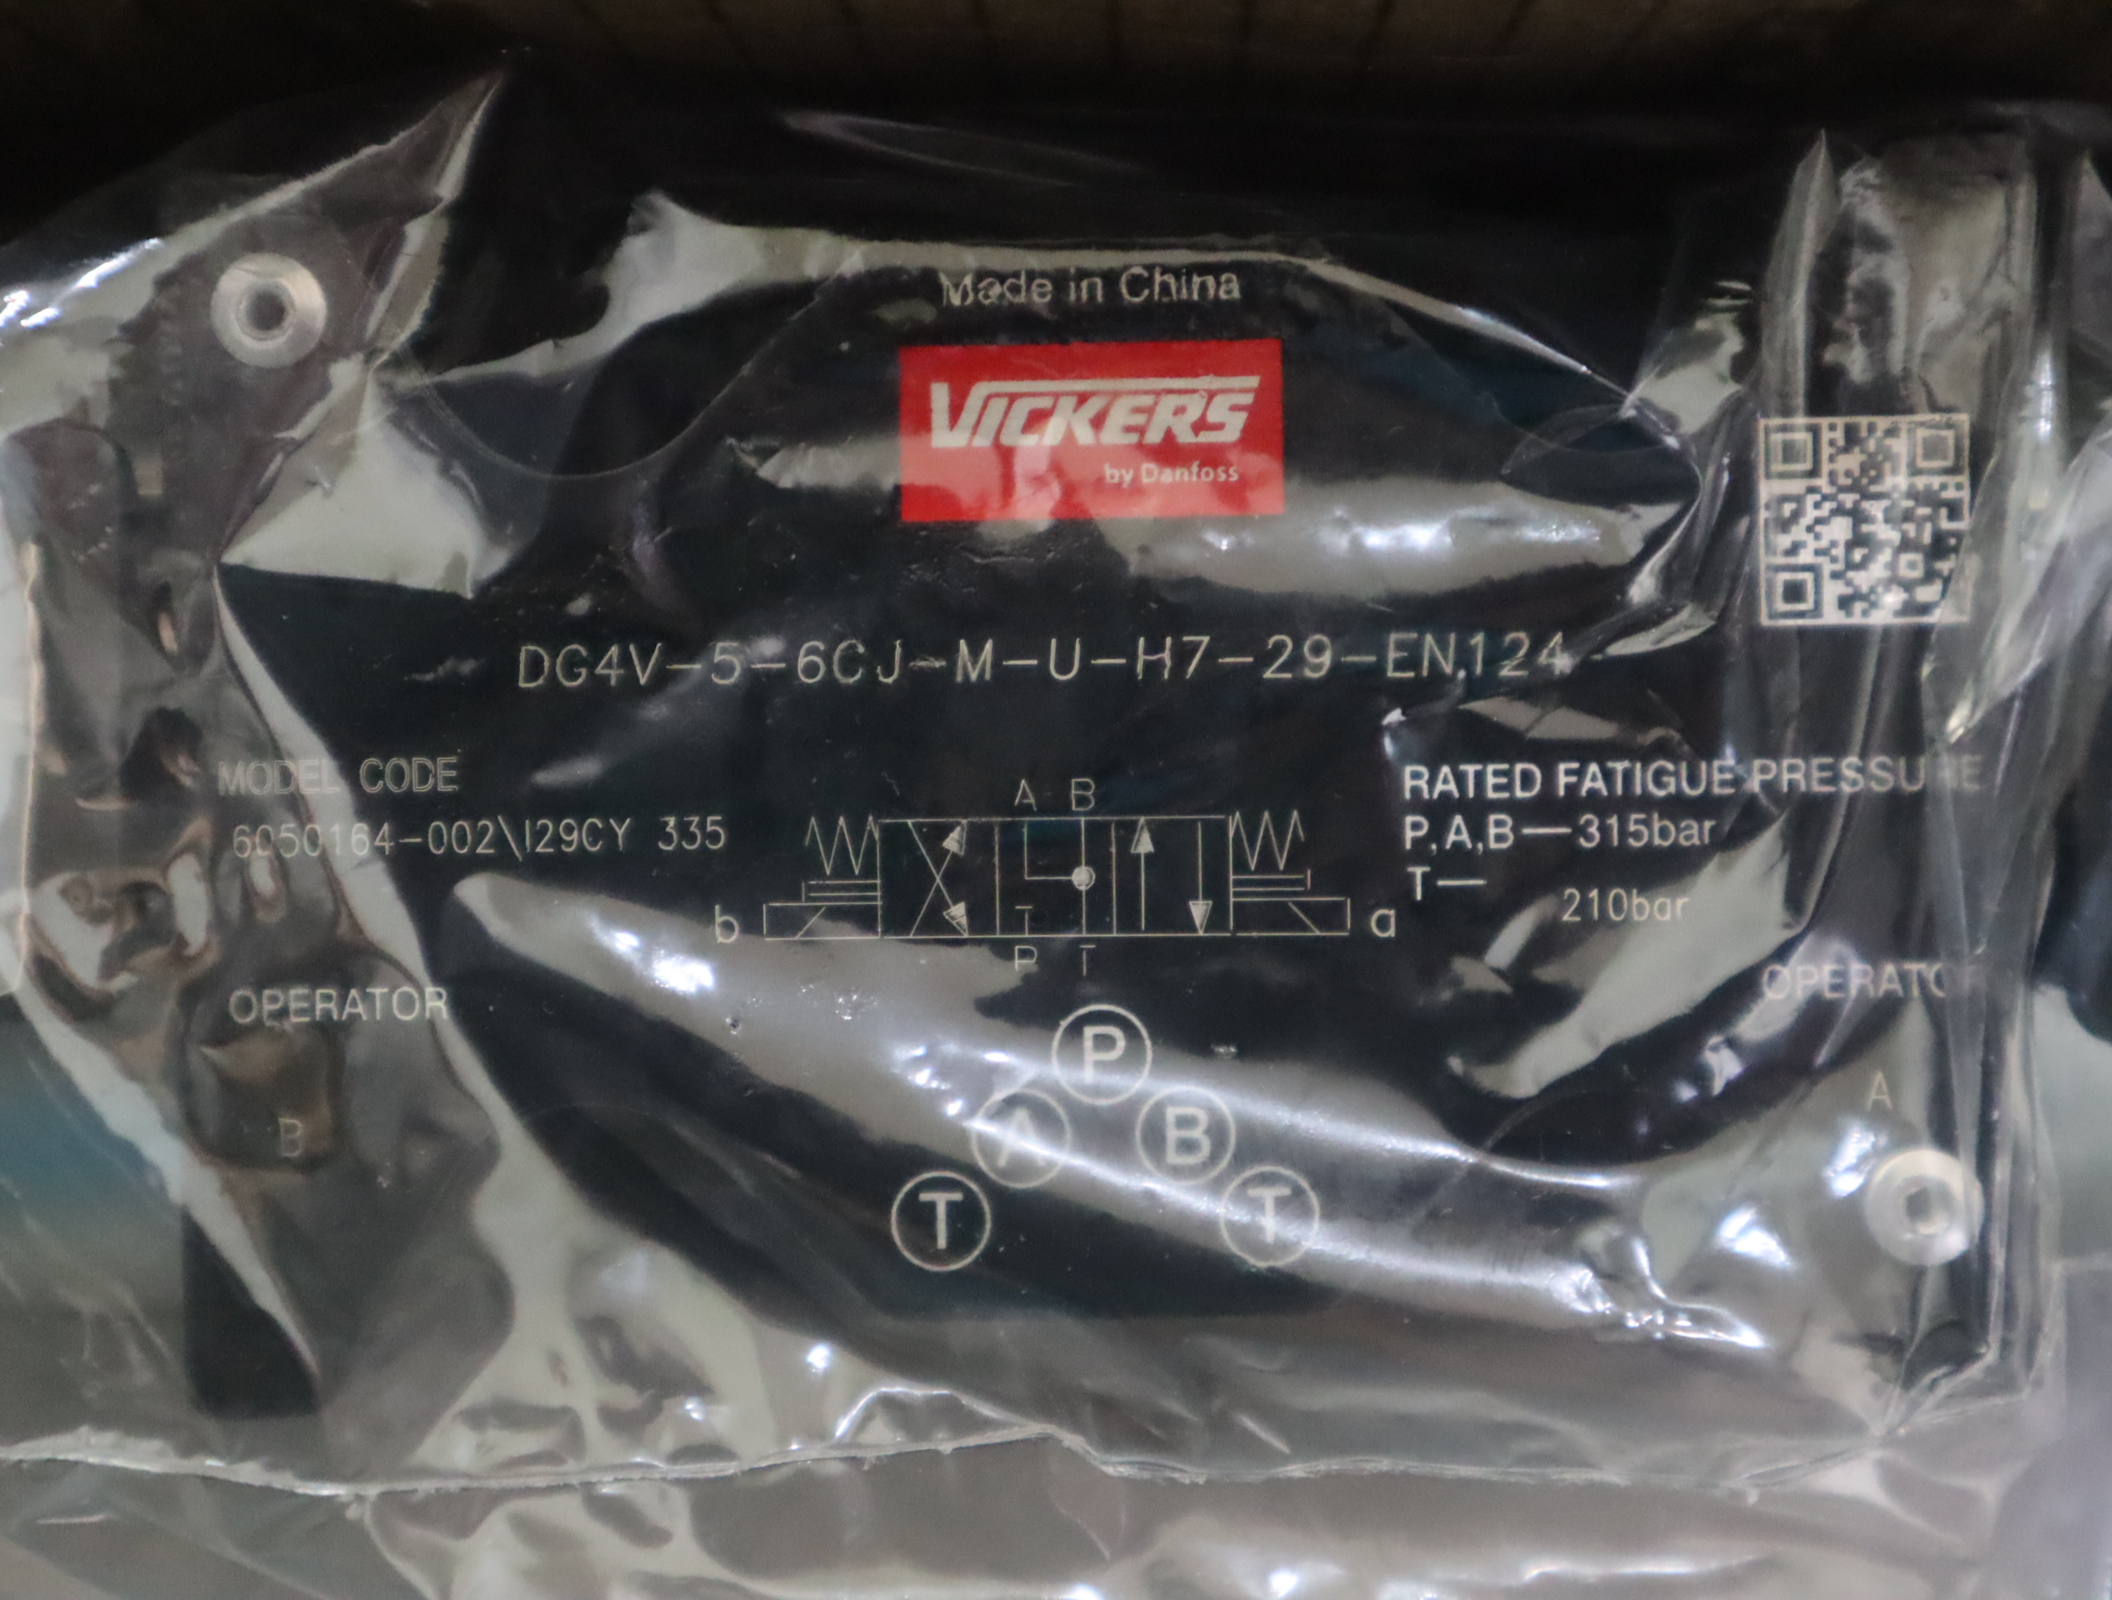 Made in China
VICKERS
by Danfoss
DG4V-5-6CJ-M-U-H7-29-EN124
MODEL CODE
6050164-002\I29CY 335
RATED FATIGUE PRESSURE
P,A,B—315bar
T—
210bar
A B
b
a
P T
OPERATOR
B
OPERATOR
A
P
A B
T T